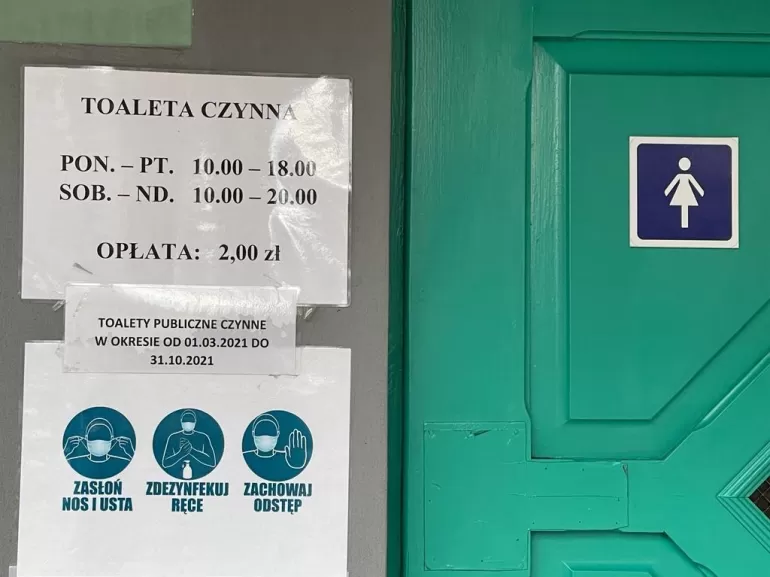 TOALETA CZYNNA
PON. – PT. 10.00 – 18.00
SOB. – ND. 10.00 – 20.00
OPŁATA: 2,00 zł
TOALETY PUBLICZNE CZYNNE
W OKRESIE OD 01.03.2021 DO
31.10.2021
ZASŁOŃ
NOS I USTA
ZDEZYNFEKUJ
RĘCE
ZACHOWAJ
ODSTĘP